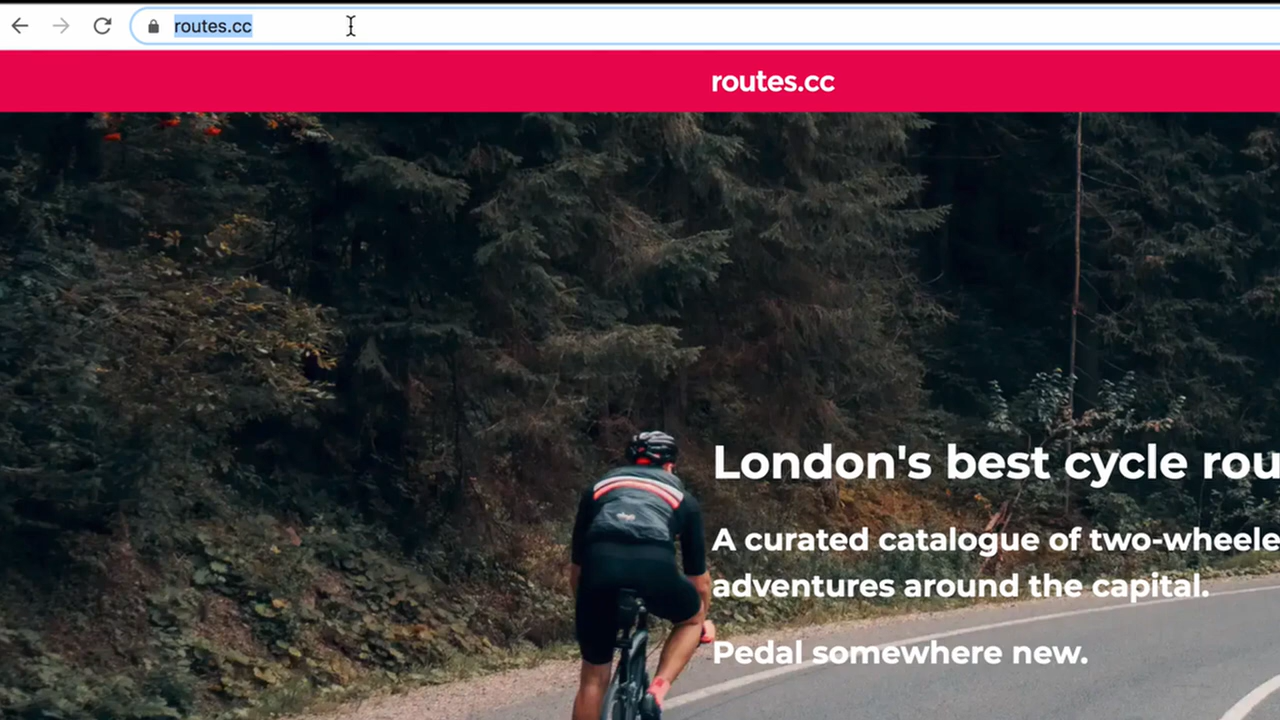 routes.cc
routes.cc
London's best cycle rou
A curated catalogue of two-wheele
adventures around the capital.
Pedal somewhere new.